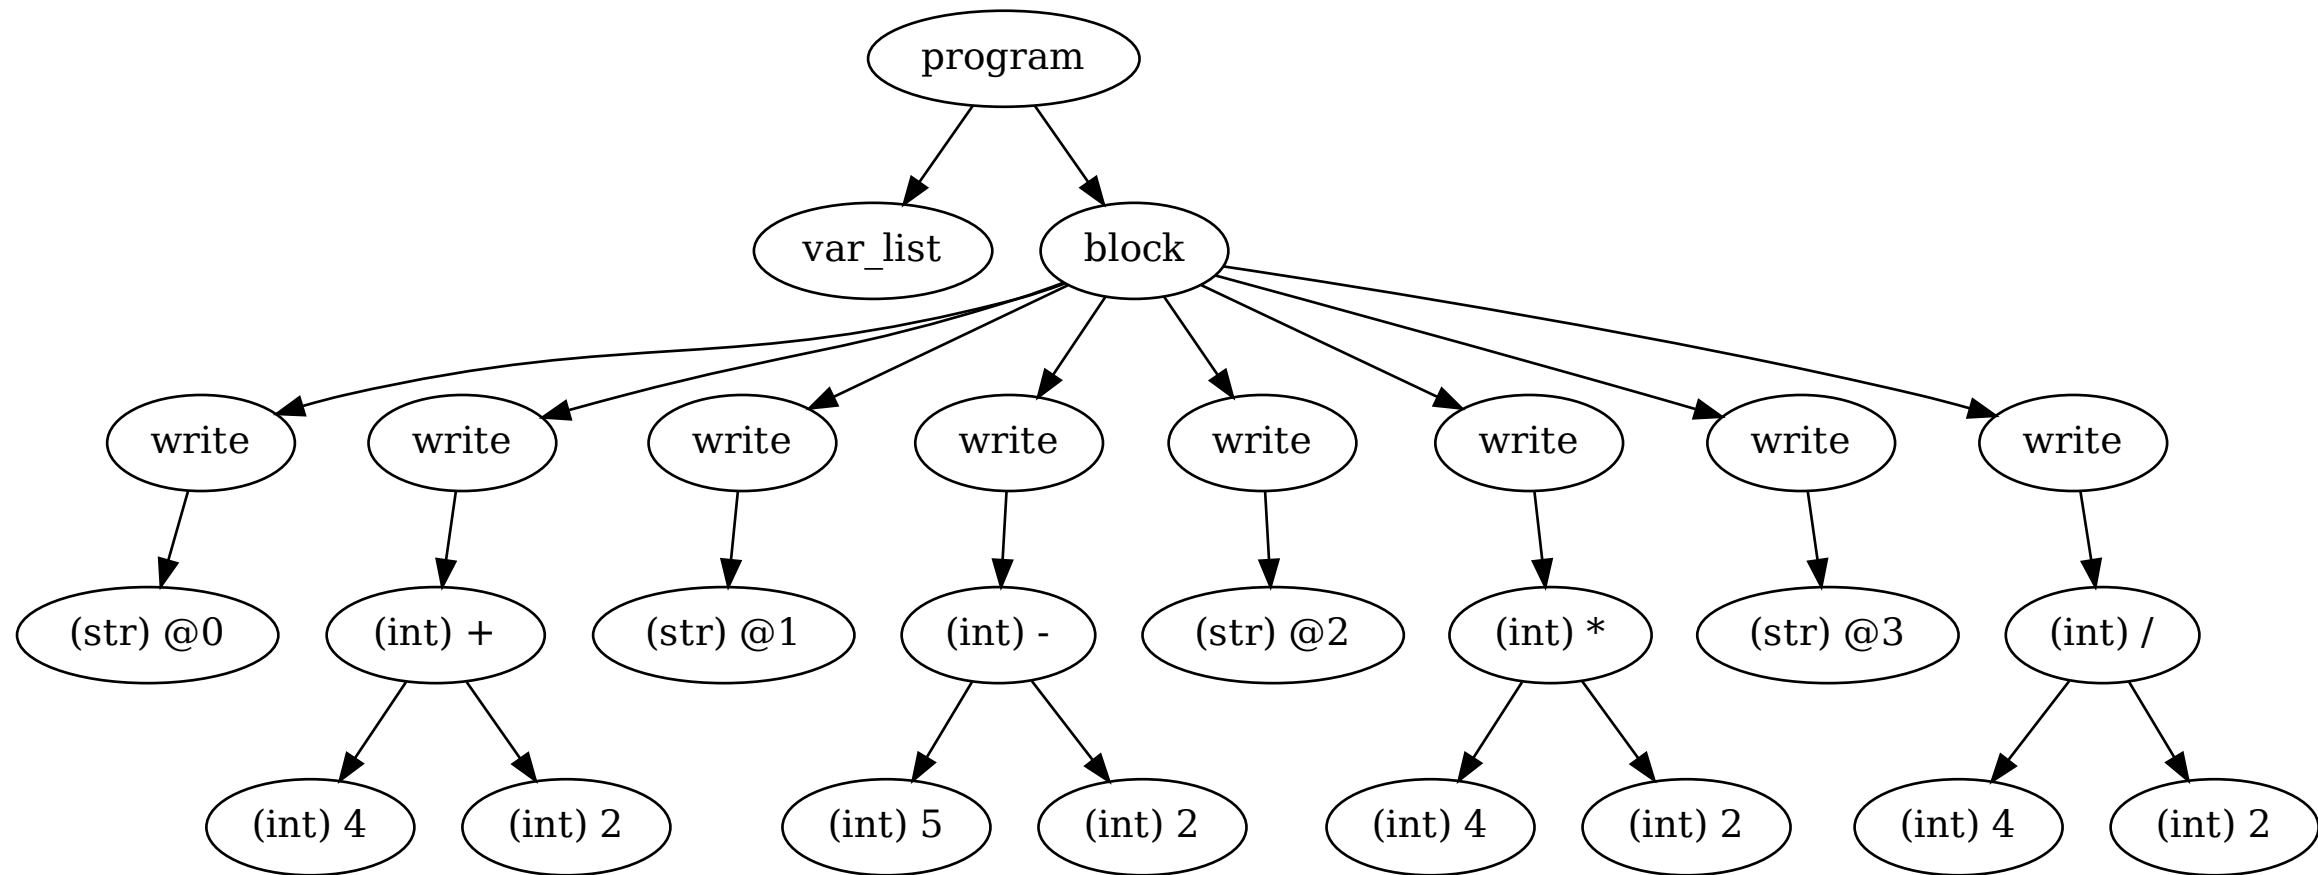 program
var_list
block
write
write
write
write
write
write
write
write
(str) @0
(int) +
(str) @1
(int) -
(str) @2
(int) *
(str) @3
(int) /
(int) 4
(int) 2
(int) 5
(int) 2
(int) 4
(int) 2
(int) 4
(int) 2